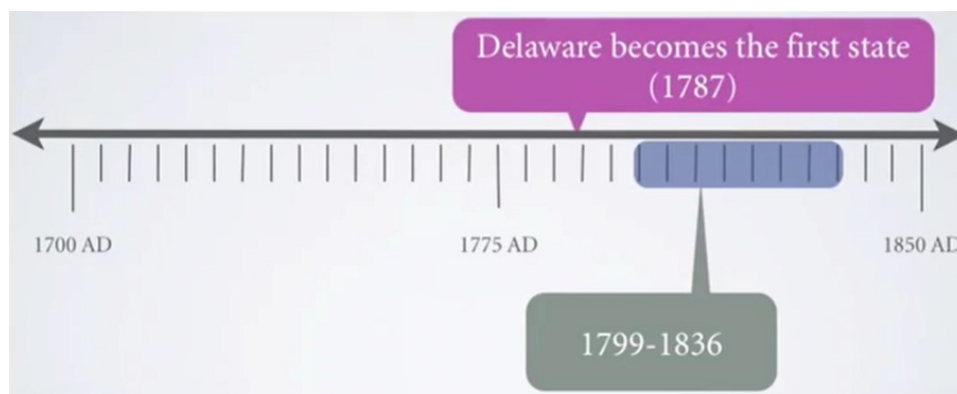 Delaware becomes the first state
(1787)
1700 AD
1775 AD
1850 AD
1799-1836